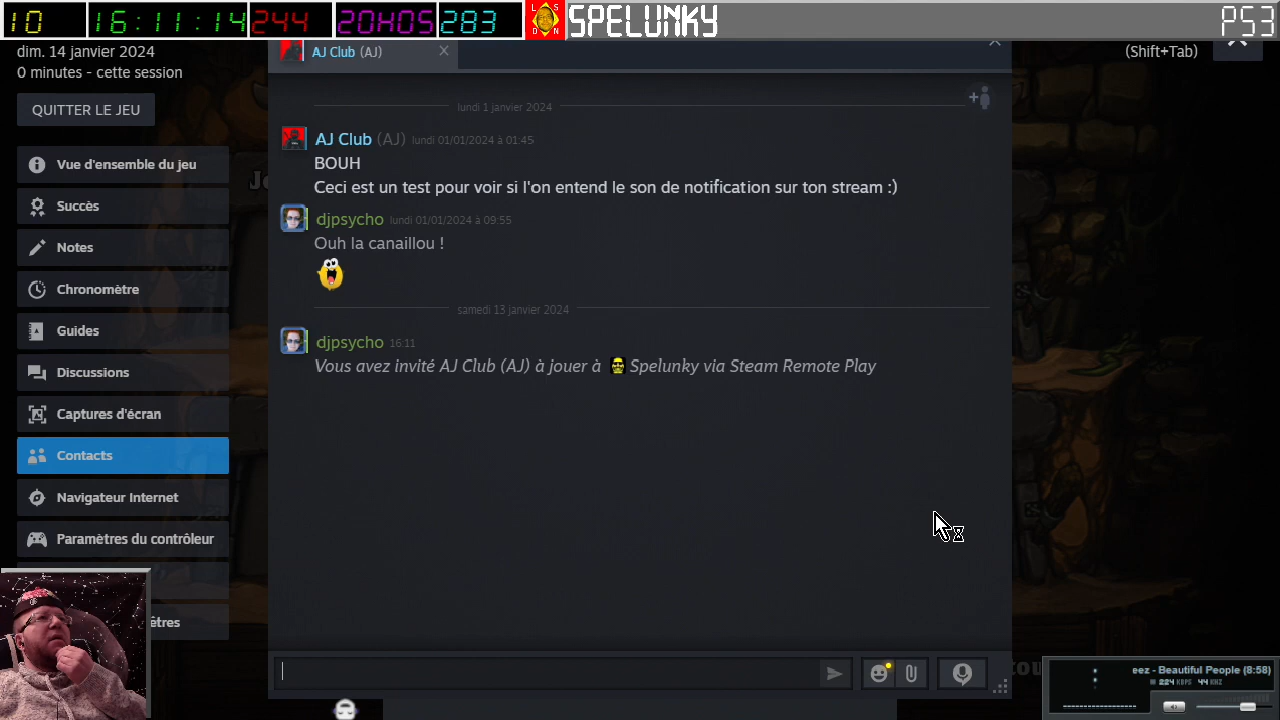 10
16:11:14
244
20H05
283
L S
D N
SPELUNKY
PS3
dim. 14 janvier 2024
0 minutes - cette session
QUITTER LE JEU
Vue d'ensemble du jeu
Succès
Notes
Chronomètre
Guides
Discussions
Captures d'écran
Contacts
Navigateur Internet
Paramètres du contrôleur
êtres
AJ Club (AJ)
(Shift+Tab)
lundi 1 janvier 2024
AJ Club (AJ) lundi 01/01/2024 à 01:45
BOUH
Ceci est un test pour voir si l'on entend le son de notification sur ton stream :)
djpsycho lundi 01/01/2024 à 09:55
Ouh la canaillou !
samedi 13 janvier 2024
djpsycho 16:11
Vous avez invité AJ Club (AJ) à jouer à Spelunky via Steam Remote Play
eez - Beautiful People (8:58)
224 KBPS 44 KHZ